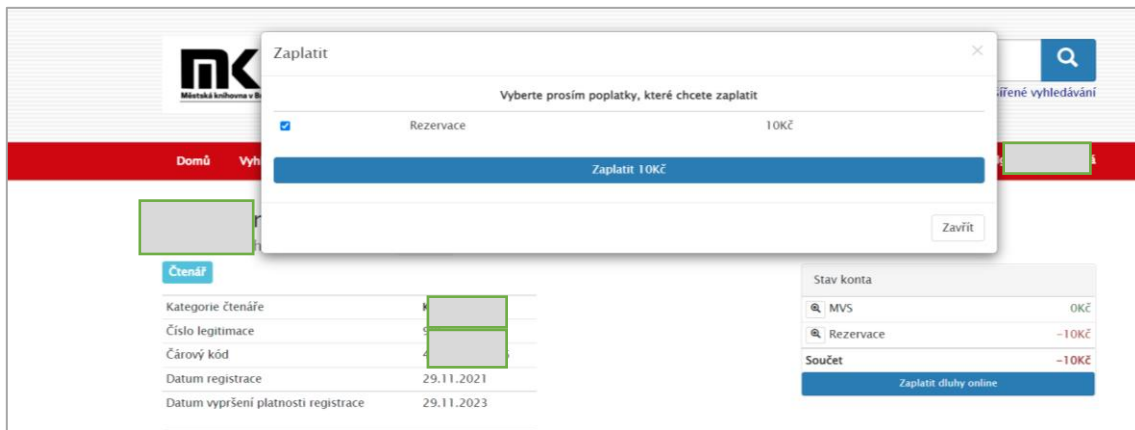 Zaplatit
×
Vyberte prosím poplatky, které chcete zaplatit
Rezervace 10Kč
Zaplatit 10Kč
Zavřít
MK
Městská knihovna v
vyhledávání
Domů
Čtenář
Kategorie čtenáře
Číslo legitimace
Čárový kód
Datum registrace 29.11.2021
Datum vypršení platnosti registrace 29.11.2023
Stav konta
MVS 0Kč
Rezervace -10Kč
Součet -10Kč
Zaplatit dluhy online